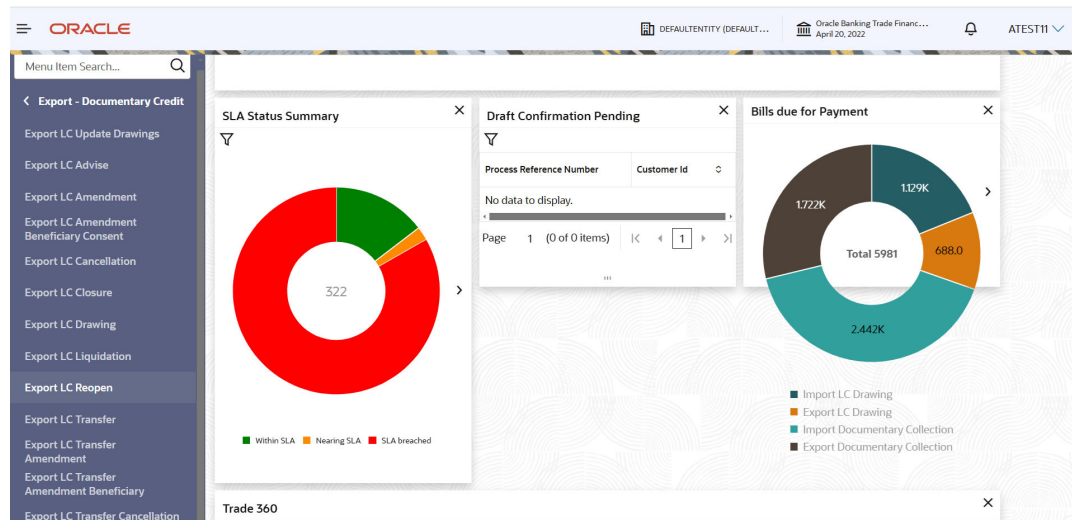 ORACLE
DEFAULTENTITY (DEFAULT...
Oracle Banking Trade Financ...
April 20, 2022
ATEST11
Menu Item Search...
Export - Documentary Credit
Export LC Update Drawings
Export LC Advise
Export LC Amendment
Export LC Amendment
Beneficiary Consent
Export LC Cancellation
Export LC Closure
Export LC Drawing
Export LC Liquidation
Export LC Reopen
Export LC Transfer
Export LC Transfer
Amendment
Export LC Transfer
Amendment Beneficiary
Export LC Transfer Cancellation
SLA Status Summary
322
Within SLA
Nearing SLA
SLA breached
Draft Confirmation Pending
Process Reference Number
Customer Id
No data to display.
Page 1 (0 of 0 items)
1
Bills due for Payment
1.129K
1.722K
Total 5981
688.0
2.442K
Import LC Drawing
Export LC Drawing
Import Documentary Collection
Export Documentary Collection
Trade 360